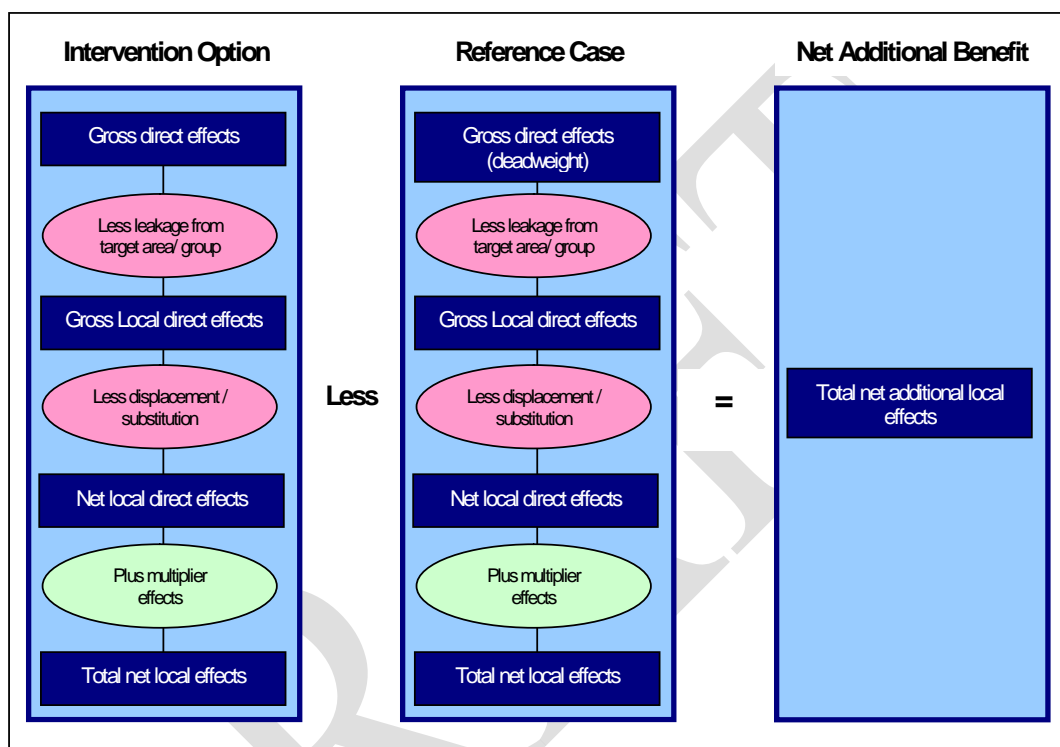 Intervention Option
Reference Case
Net Additional Benefit
Gross direct effects
Less leakage from
target area/ group
Gross Local direct effects
Less displacement /
substitution
Net local direct effects
Plus multiplier
effects
Total net local effects
Less
Gross direct effects
(deadweight)
Less leakage from
target area/ group
Gross Local direct effects
Less displacement /
substitution
Net local direct effects
Plus multiplier
effects
Total net local effects
=
Total net additional local
effects